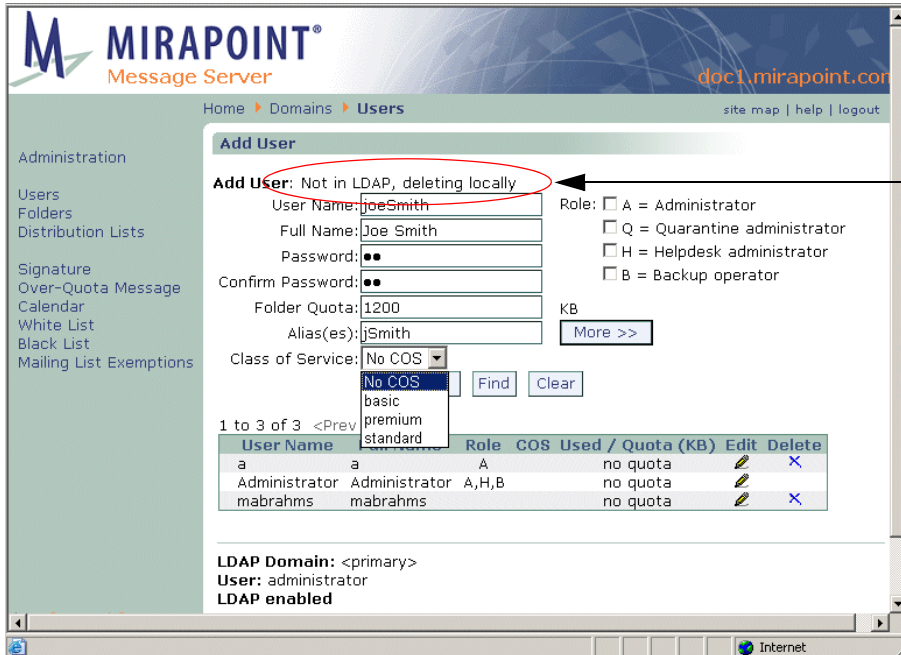 MIRAPOINT®
Message Server
doc1.mirapoint.com
Home Domains Users
site map | help | logout
Administration
Users
Folders
Distribution Lists
Signature
Over-Quota Message
Calendar
White List
Black List
Mailing List Exemptions
Add User
Add User: Not in LDAP, deleting locally
User Name: joeSmith
Full Name: Joe Smith
Password: ●●
Confirm Password: ●●
Folder Quota: 1200 KB
Alias(es): jSmith More >>
Class of Service: No COS
Role: A = Administrator
Q = Quarantine administrator
H = Helpdesk administrator
B = Backup operator
No COS
basic
premium
standard
Find Clear
1 to 3 of 3 <Prev
User Name Role COS Used / Quota (KB) Edit Delete
a a A no quota
Administrator Administrator A,H,B no quota
mabrahms mabrahms no quota
LDAP Domain: <primary>
User: administrator
LDAP enabled
Internet